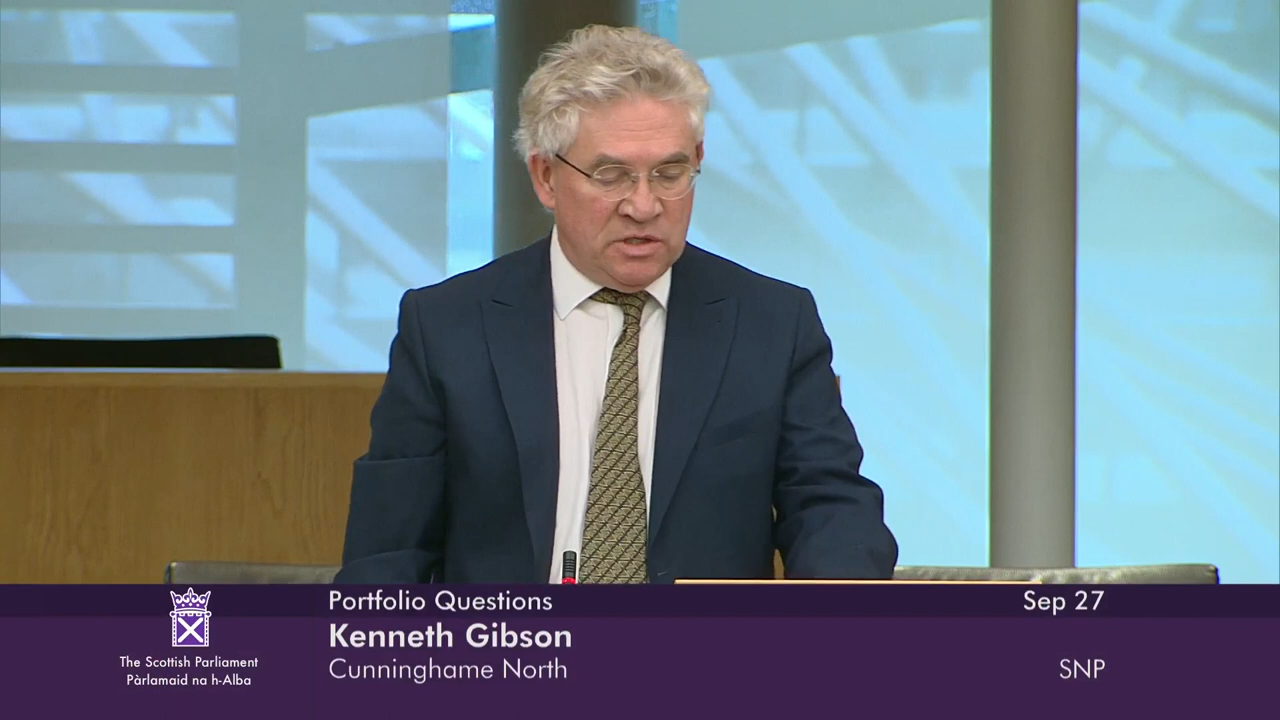 Portfolio Questions
Sep 27
Kenneth Gibson
Cunninghame North
SNP
The Scottish Parliament
Pàrlamaid na h-Alba